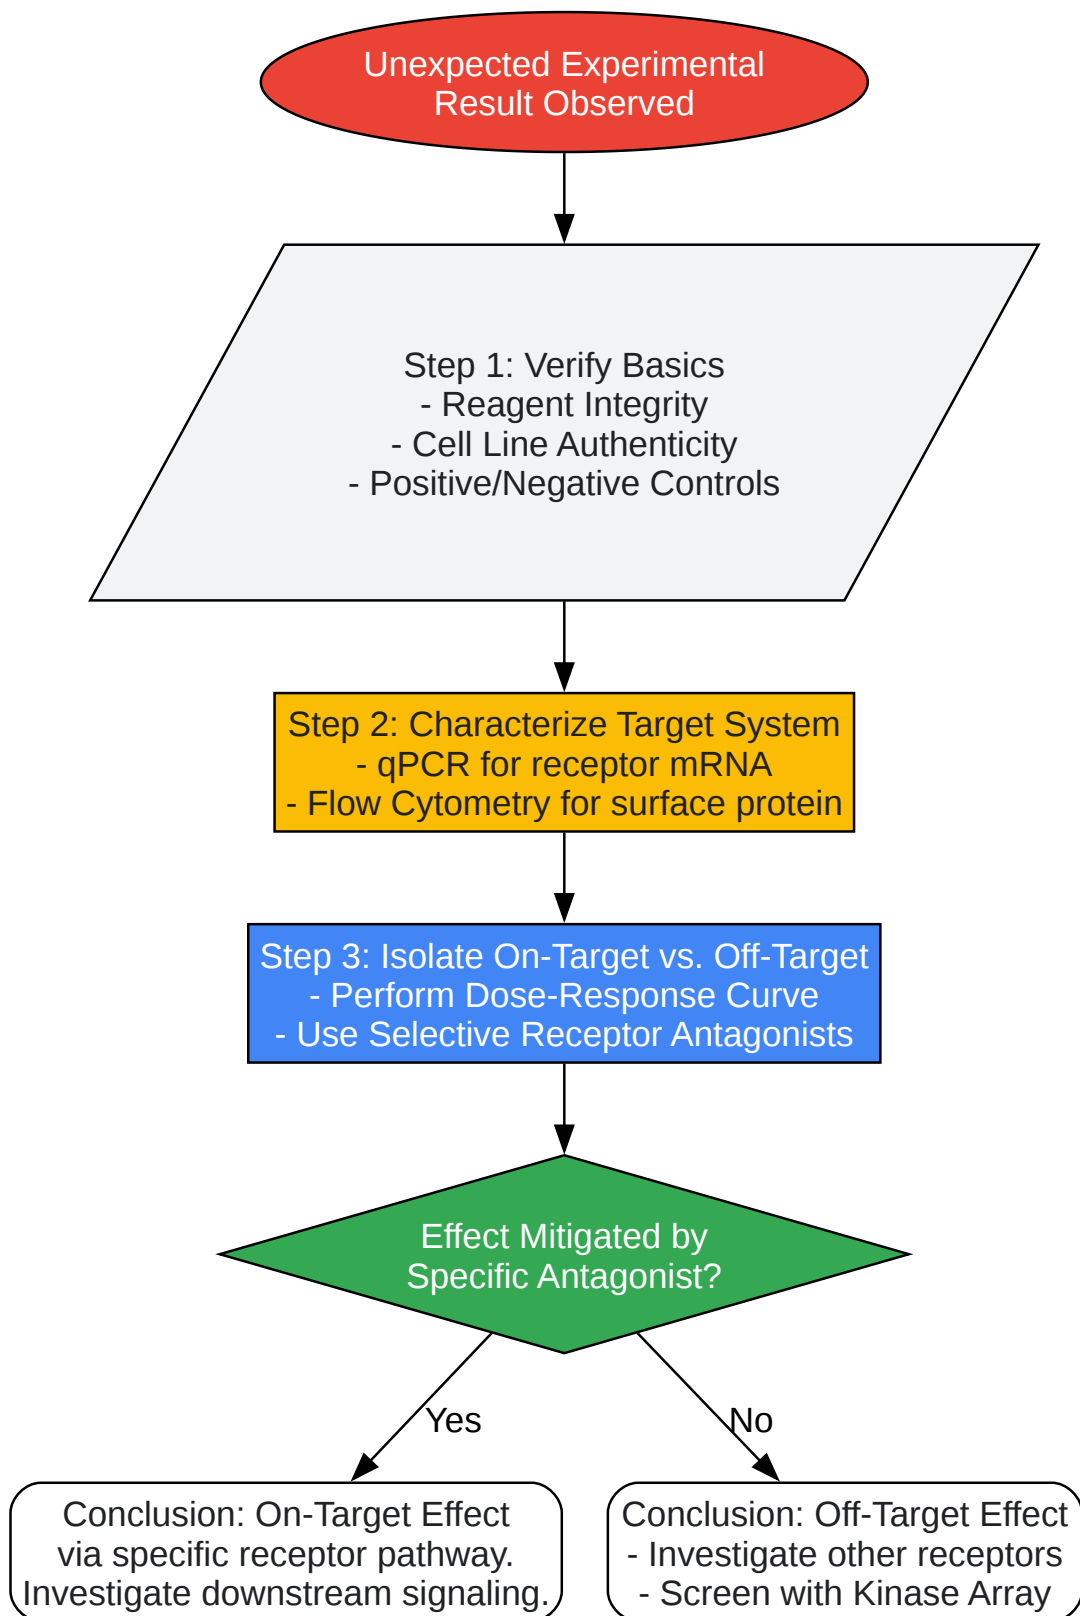 Unexpected Experimental
Result Observed
Step 1: Verify Basics
- Reagent Integrity
- Cell Line Authenticity
- Positive/Negative Controls
Step 2: Characterize Target System
- qPCR for receptor mRNA
- Flow Cytometry for surface protein
Step 3: Isolate On-Target vs. Off-Target
- Perform Dose-Response Curve
- Use Selective Receptor Antagonists
Effect Mitigated by
Specific Antagonist?
Yes
No
Conclusion: On-Target Effect
via specific receptor pathway.
Investigate downstream signaling.
Conclusion: Off-Target Effect
- Investigate other receptors
- Screen with Kinase Array